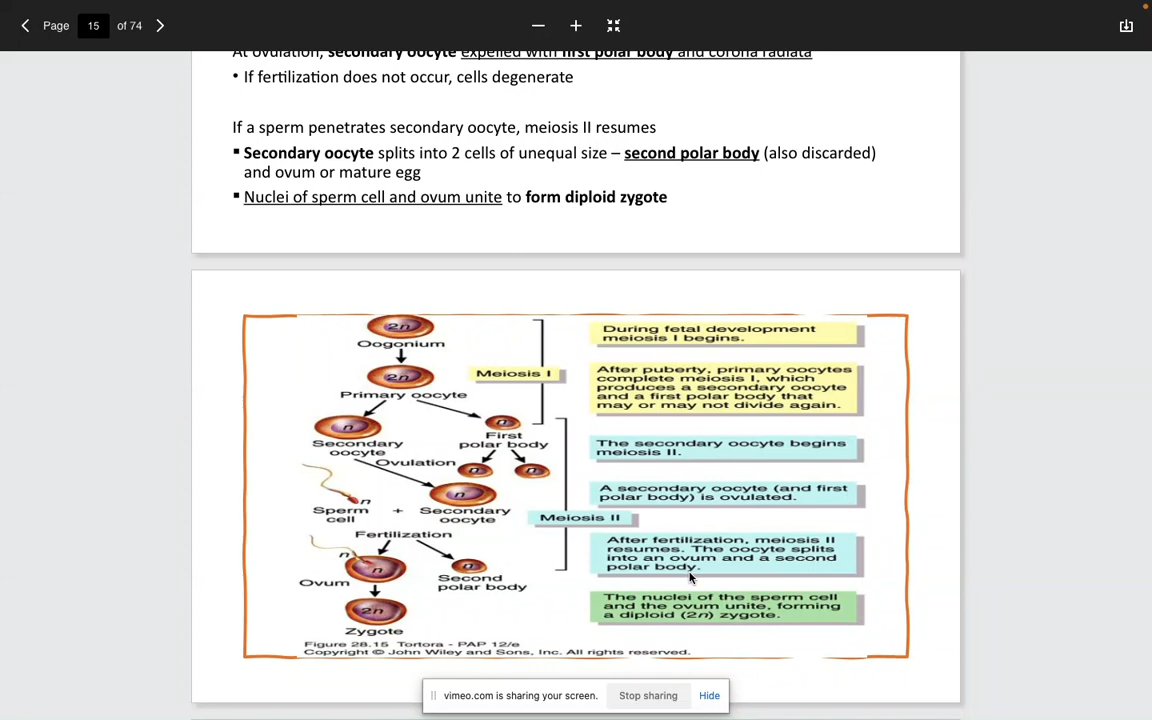 Page 15 of 74
At ovulation, secondary oocyte expelled with first polar body and corona radiata
• If fertilization does not occur, cells degenerate
If a sperm penetrates secondary oocyte, meiosis II resumes
▪ Secondary oocyte splits into 2 cells of unequal size – second polar body (also discarded)
and ovum or mature egg
▪ Nuclei of sperm cell and ovum unite to form diploid zygote
2n
Oogonium
During fetal development
meiosis I begins.
2n
Primary oocyte
Meiosis I
After puberty, primary oocytes
complete meiosis I, which
produces a secondary oocyte
and a first polar body that
may or may not divide again.
n
Secondary
oocyte
n
First
polar body
The secondary oocyte begins
meiosis II.
Ovulation
n
n
n
Sperm
cell
+
n
Secondary
oocyte
A secondary oocyte (and first
polar body) is ovulated.
Meiosis II
Fertilization
After fertilization, meiosis II
resumes. The oocyte splits
into an ovum and a second
polar body.
n
n
Ovum
n
Second
polar body
2n
Zygote
The nuclei of the sperm cell
and the ovum unite, forming
a diploid (2n) zygote.
Figure 28.15 Tortora - PAP 12/e
Copyright © John Wiley and Sons, Inc. All rights reserved.
vimeo.com is sharing your screen. Stop sharing Hide